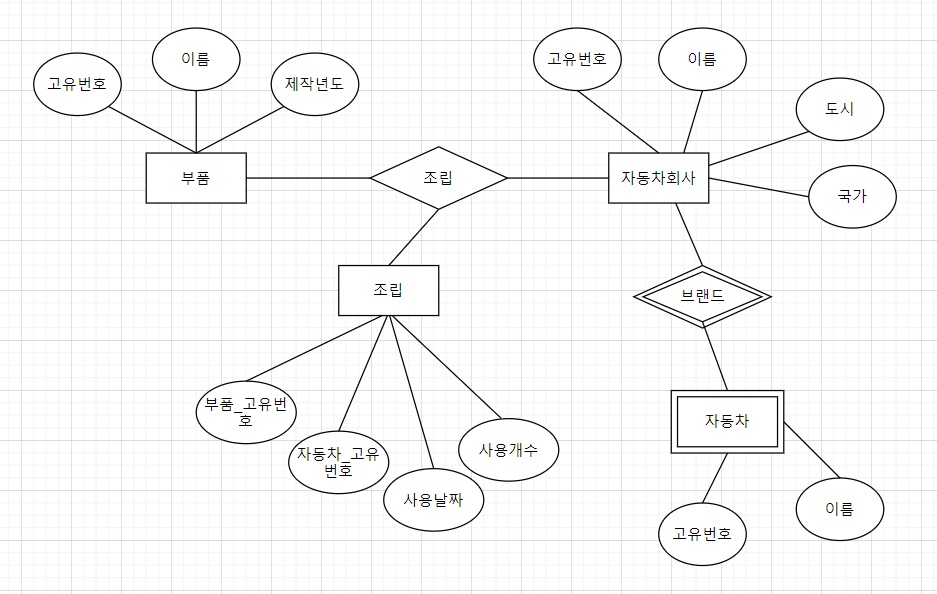 고유번호
이름
제작년도
고유번호
이름
도시
국가
부품
조립
자동차회사
조립
브랜드
부품_고유번
호
자동차_고유
번호
사용날짜
사용개수
자동차
고유번호
이름